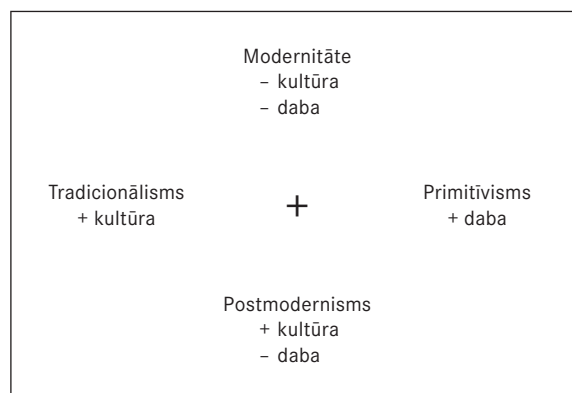 Modernitāte
– kultūra
– daba
Tradicionālisms
+ kultūra
+
Primitīvisms
+ daba
Postmodernisms
+ kultūra
– daba